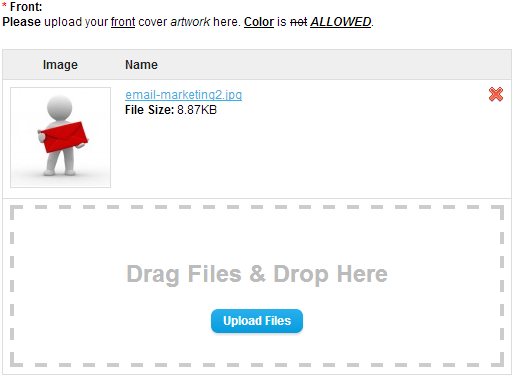 * Front:
Please upload your front cover artwork here. Color is not ALLOWED.
Image Name
email-marketing2.jpg
File Size: 8.87KB
Drag Files & Drop Here
Upload Files